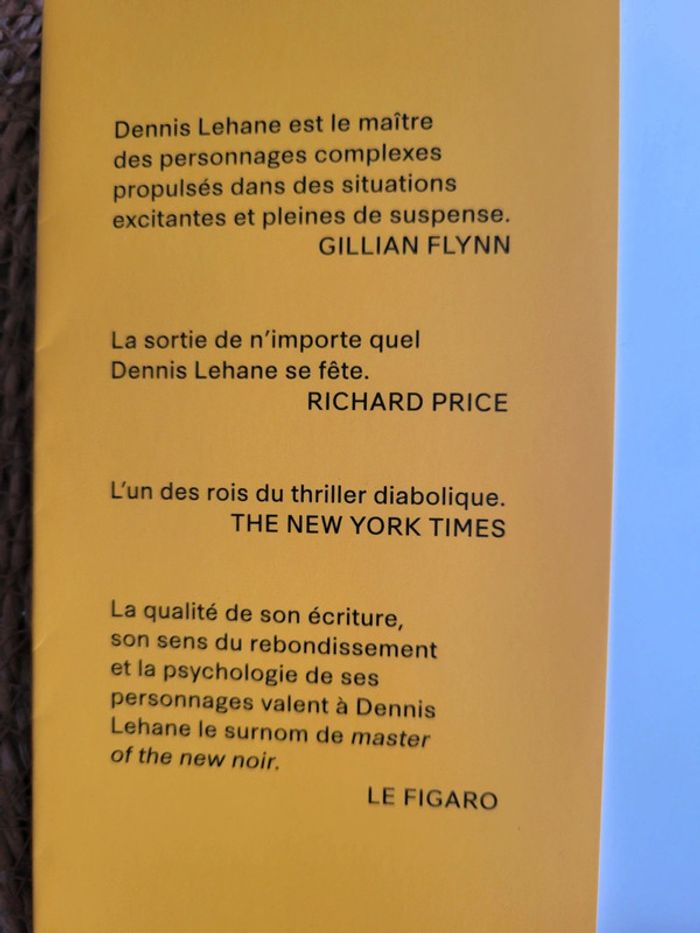 Dennis Lehane est le maître
des personnages complexes
propulsés dans des situations
excitantes et pleines de suspense.
GILLIAN FLYNN
La sortie de n'importe quel
Dennis Lehane se fête.
RICHARD PRICE
L'un des rois du thriller diabolique.
THE NEW YORK TIMES
La qualité de son écriture,
son sens du rebondissement
et la psychologie de ses
personnages valent à Dennis
Lehane le surnom de master
of the new noir.
LE FIGARO